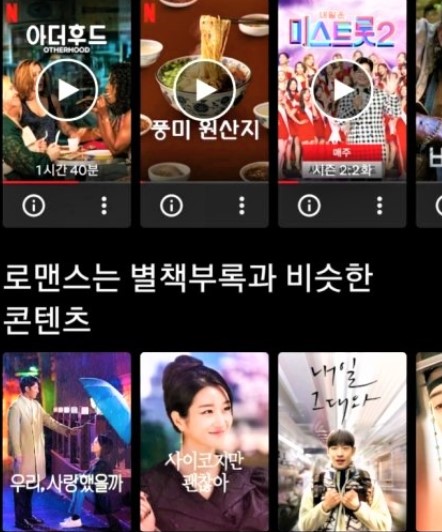 아더후드
OTHERHOOD
1시간 40분
풍미 원산지
내일은
미스트롯2
매주
시즌 2:2화
로맨스는 별책부록과 비슷한
콘텐츠
우리, 사랑했을까
사이코지만
괜찮아
내일
그대와